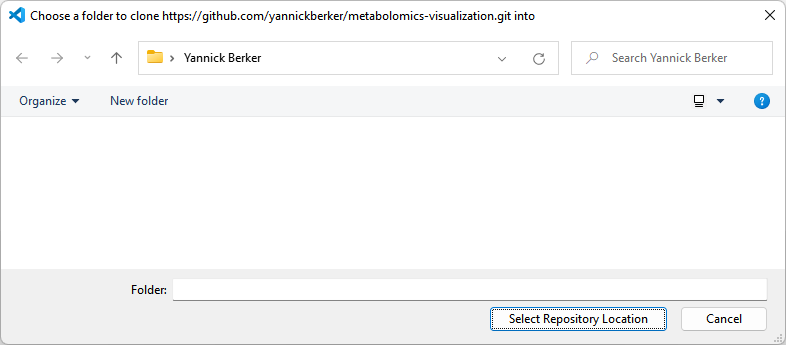 Choose a folder to clone https://github.com/yannickberker/metabolomics-visualization.git into
Yannick Berker
Search Yannick Berker
Organize New folder
?
Folder:
Select Repository Location Cancel